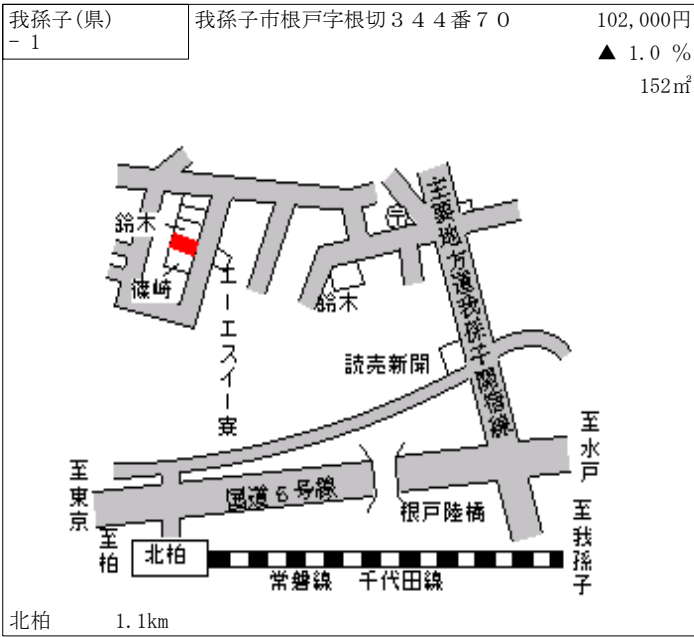 我孫子(県)
- 1
我孫子市根戸字根切３４４番７０
102,000円
▲ 1.0 %
152㎡
鈴木
篠崎
エーエスイー寮
鈴木
〒
主要地方道我孫子関宿線
読売新聞
至水戸
至東京
国道６号線
根戸陸橋
至柏
北柏
至我孫子
常磐線 千代田線
北柏 1.1km